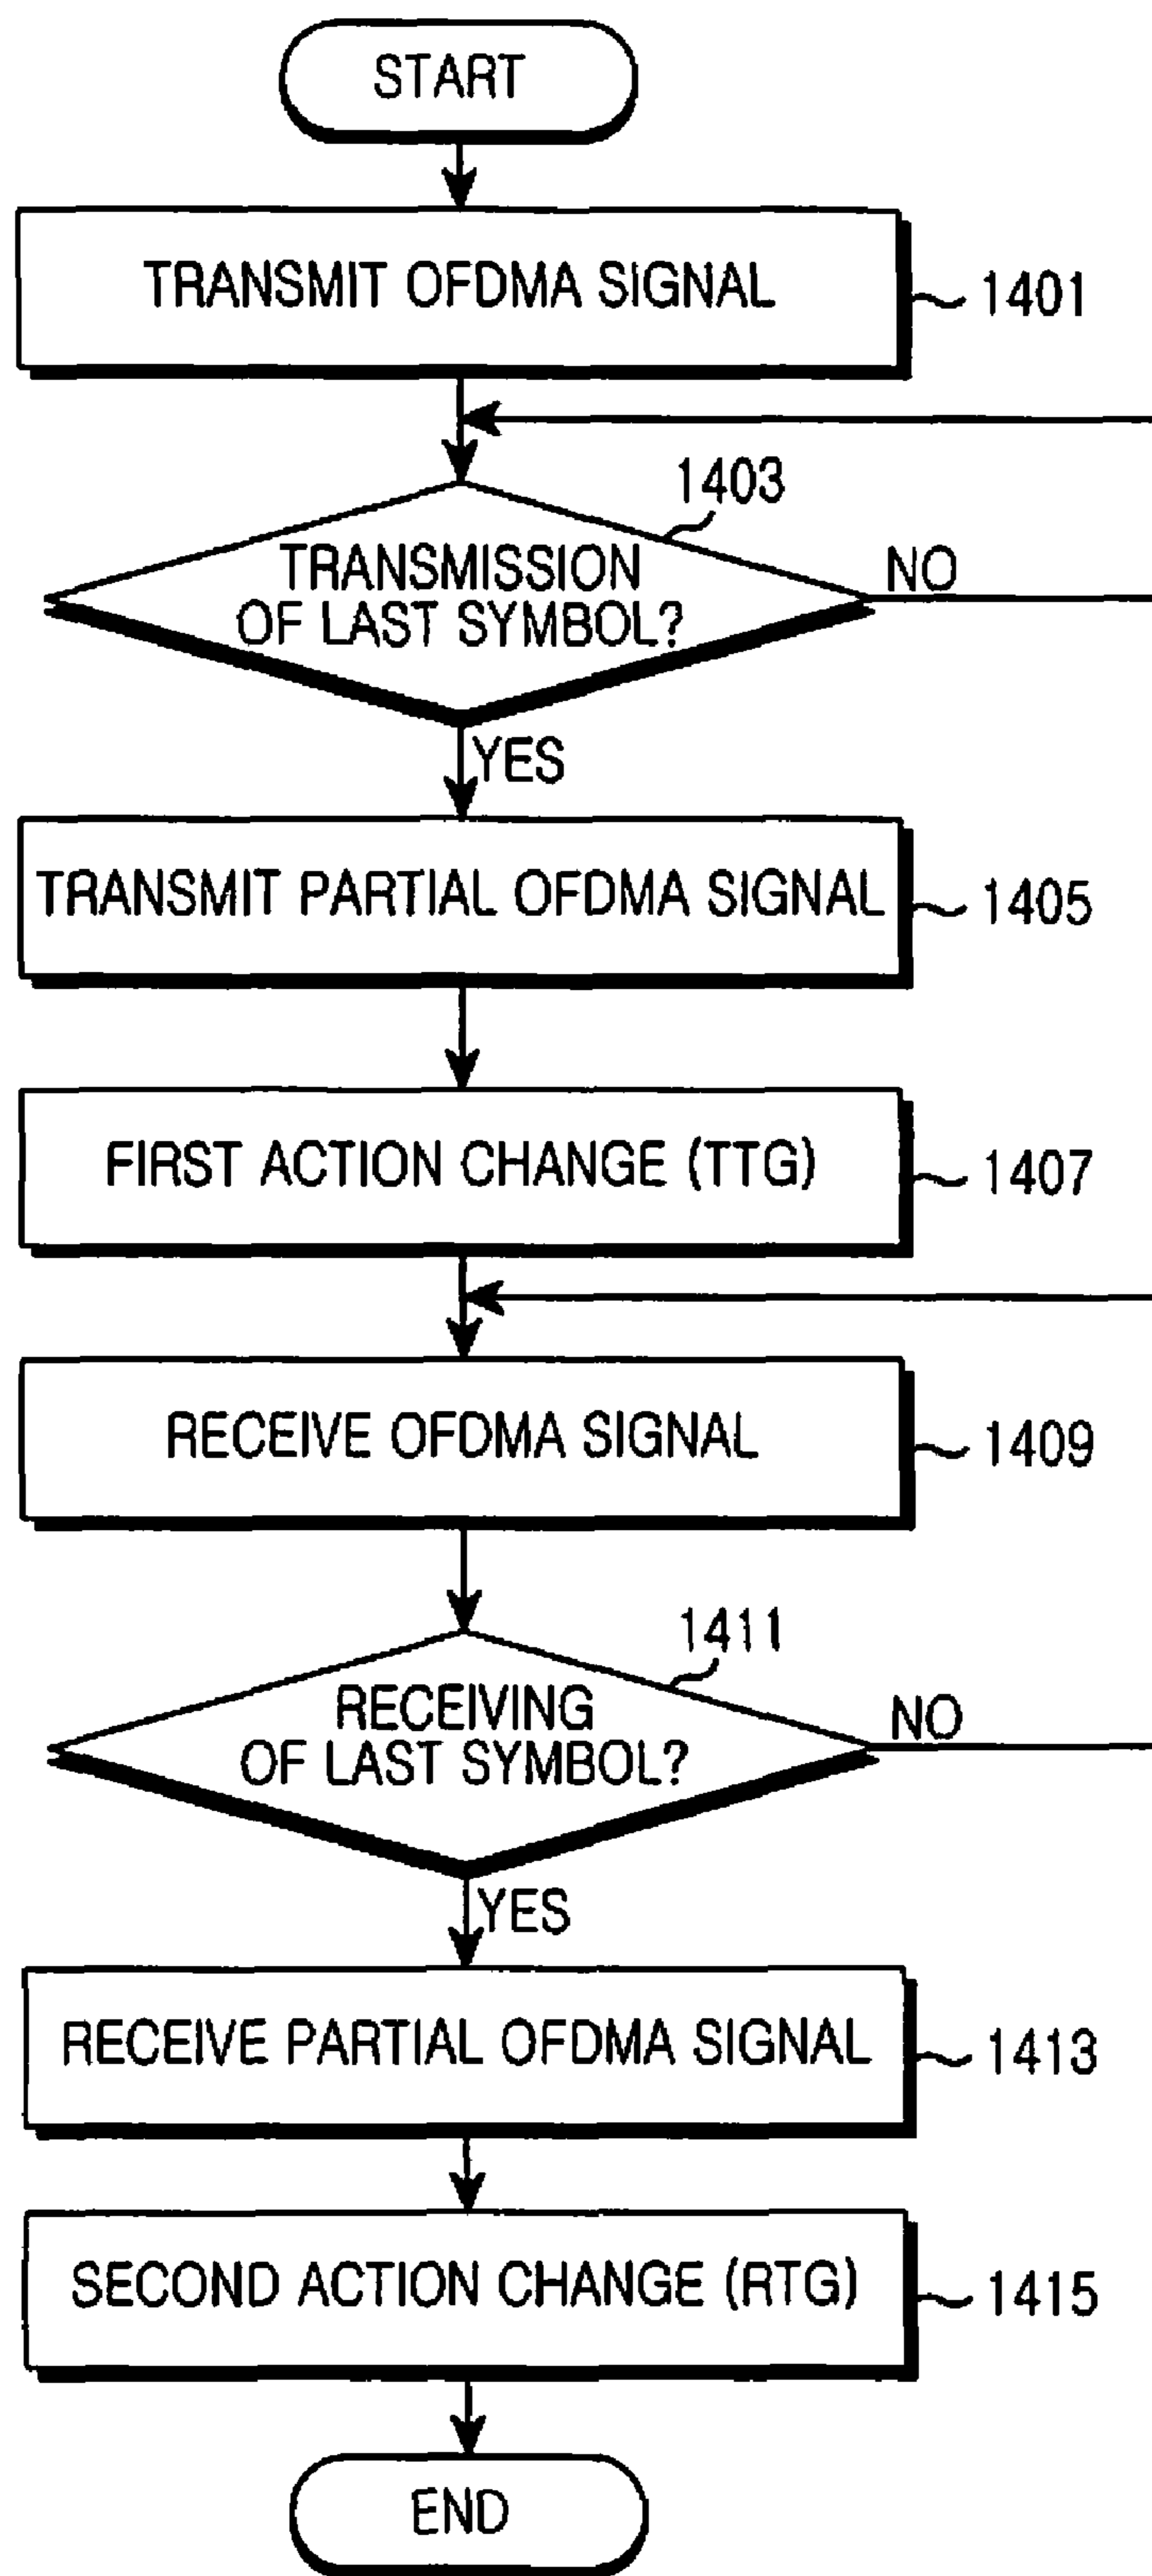 START
TRANSMIT OFDMA SIGNAL
1401
1403
TRANSMISSION
OF LAST SYMBOL?
NO
YES
TRANSMIT PARTIAL OFDMA SIGNAL
1405
FIRST ACTION CHANGE (TTG)
1407
RECEIVE OFDMA SIGNAL
1409
1411
RECEIVING
OF LAST SYMBOL?
NO
YES
RECEIVE PARTIAL OFDMA SIGNAL
1413
SECOND ACTION CHANGE (RTG)
1415
END